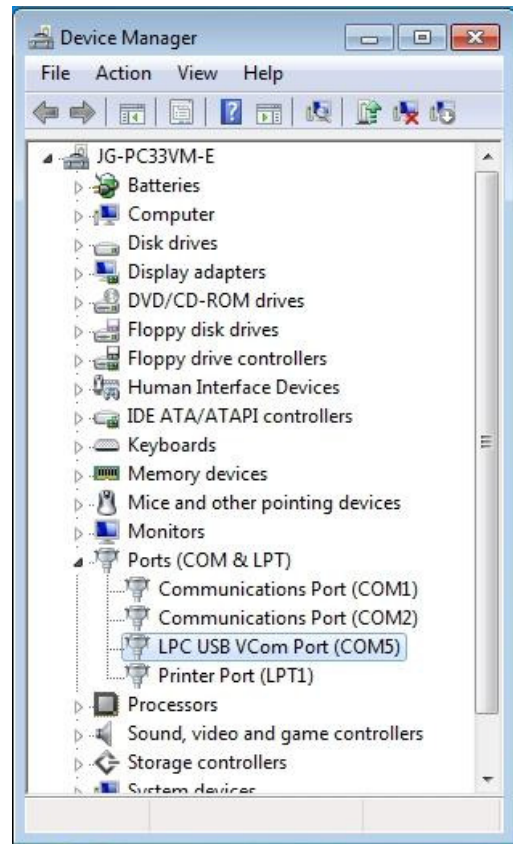 Device Manager
File Action View Help
JG-PC33VM-E
Batteries
Computer
Disk drives
Display adapters
DVD/CD-ROM drives
Floppy disk drives
Floppy drive controllers
Human Interface Devices
IDE ATA/ATAPI controllers
Keyboards
Memory devices
Mice and other pointing devices
Monitors
Ports (COM & LPT)
Communications Port (COM1)
Communications Port (COM2)
LPC USB VCom Port (COM5)
Printer Port (LPT1)
Processors
Sound, video and game controllers
Storage controllers
System devices